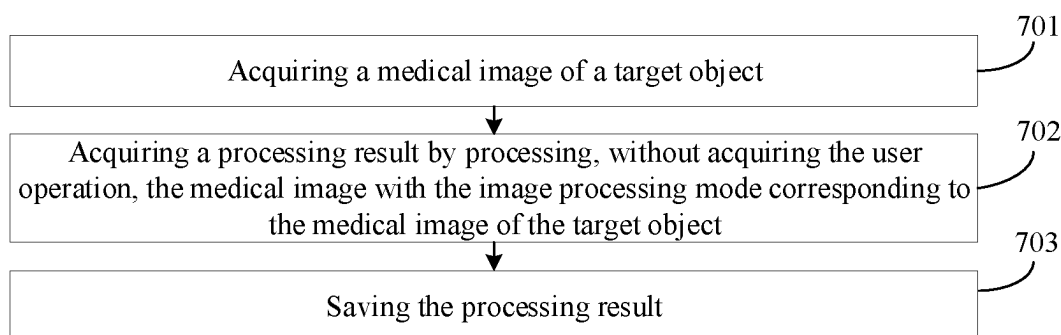 701
Acquiring a medical image of a target object
702
Acquiring a processing result by processing, without acquiring the user
operation, the medical image with the image processing mode corresponding to
the medical image of the target object
703
Saving the processing result